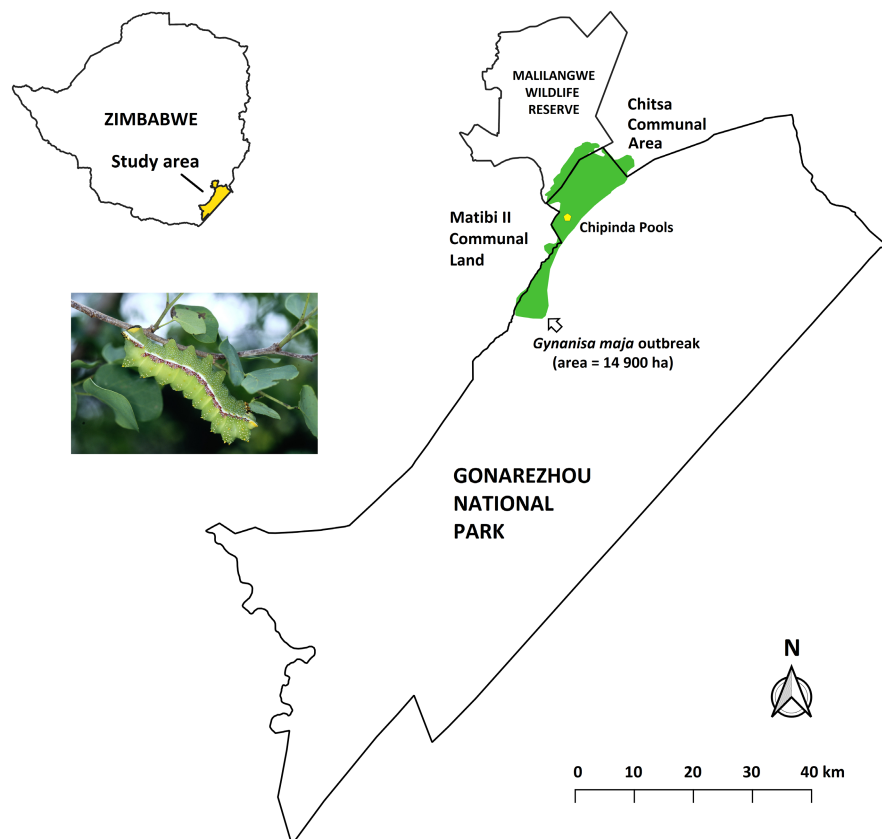 ZIMBABWE
Study area
MALILANGWE
WILDLIFE
RESERVE
Chitsa
Communal
Area
Matibi II
Communal
Land
Chipinda Pools
Gynanisa maja outbreak
(area = 14 900 ha)
GONAREZHOU
NATIONAL
PARK
N
0 10 20 30 40 km